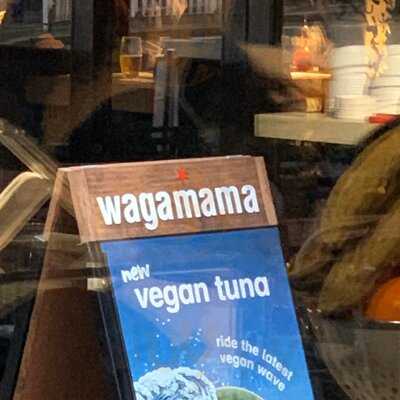 wagamama
new
vegan tuna
ride the latest
vegan wave